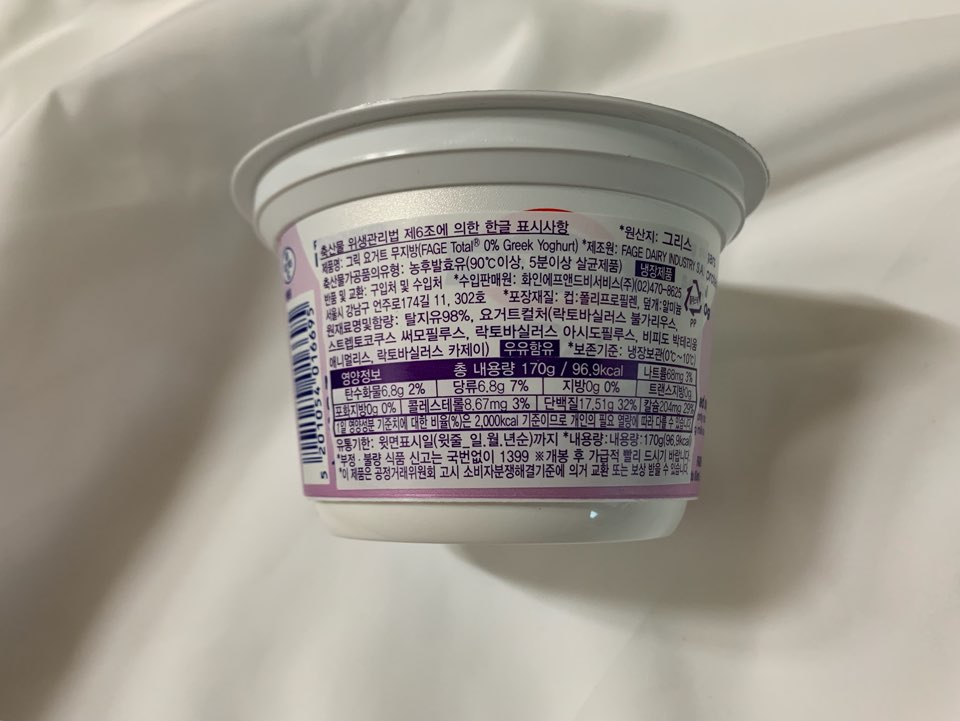 축산물 위생관리법 제6조에 의한 한글 표시사항 *원산지: 그리스
제품명: 그릭 요거트 무지방(FAGE Total® 0% Greek Yoghurt) *제조원: FAGE DAIRY INDUSTRY S.A
축산물가공품의유형: 농후발효유(90℃이상, 5분이상 살균제품) 냉장제품
반품 및 교환: 구입처 및 수입처 *수입판매원: 화인에프앤드비서비스(주)(02)470-8625
서울시 강남구 언주로174길 11, 302호 *포장재질: 컵:폴리프로필렌, 덮개:알미늄
원재료명및함량: 탈지유98%, 요거트컬처(락토바실러스 불가리우스,
스트렙토코쿠스 써모필루스, 락토바실러스 아시도필루스, 비피도 박테리움
애니멀리스, 락토바실러스 카제이) 우유함유 *보존기준: 냉장보관(0℃~10℃)
PP
영양정보 총 내용량 170g / 96,9kcal 나트륨68mg 3%
탄수화물6,8g 2% 당류6,8g 7% 지방0g 0% 트랜스지방0g
포화지방0g 0% 콜레스테롤8,67mg 3% 단백질17,51g 32% 칼슘204mg 29%
1일 영양성분 기준치에 대한 비율(%)은 2,000kcal 기준이므로 개인의 필요 열량에 따라 다를 수 있습니다
유통기한: 윗면표시일(윗줄_일,월,년순)까지 *내용량:내용량:170g(96,9kcal)
*부정·불량 식품 신고는 국번없이 1399 ※개봉 후 가급적 빨리 드시기 바랍니다.
*이 제품은 공정거래위원회 고시 소비자분쟁해결기준에 의거 교환 또는 보상 받을 수 있습니다.
5 201054 016695